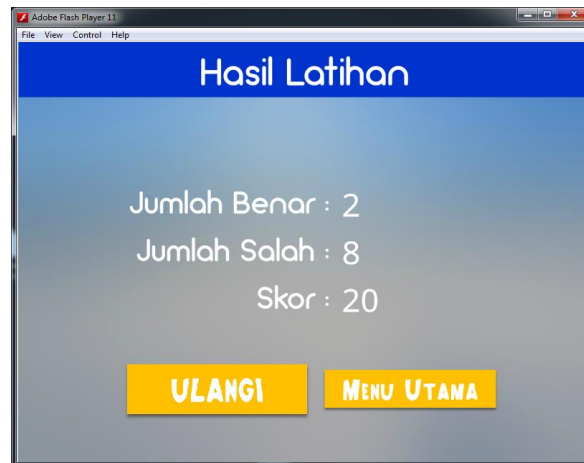 Adobe Flash Player 11
File View Control Help
Hasil Latihan
Jumlah Benar : 2
Jumlah Salah : 8
Skor : 20
ULANGI
MENU UTAMA